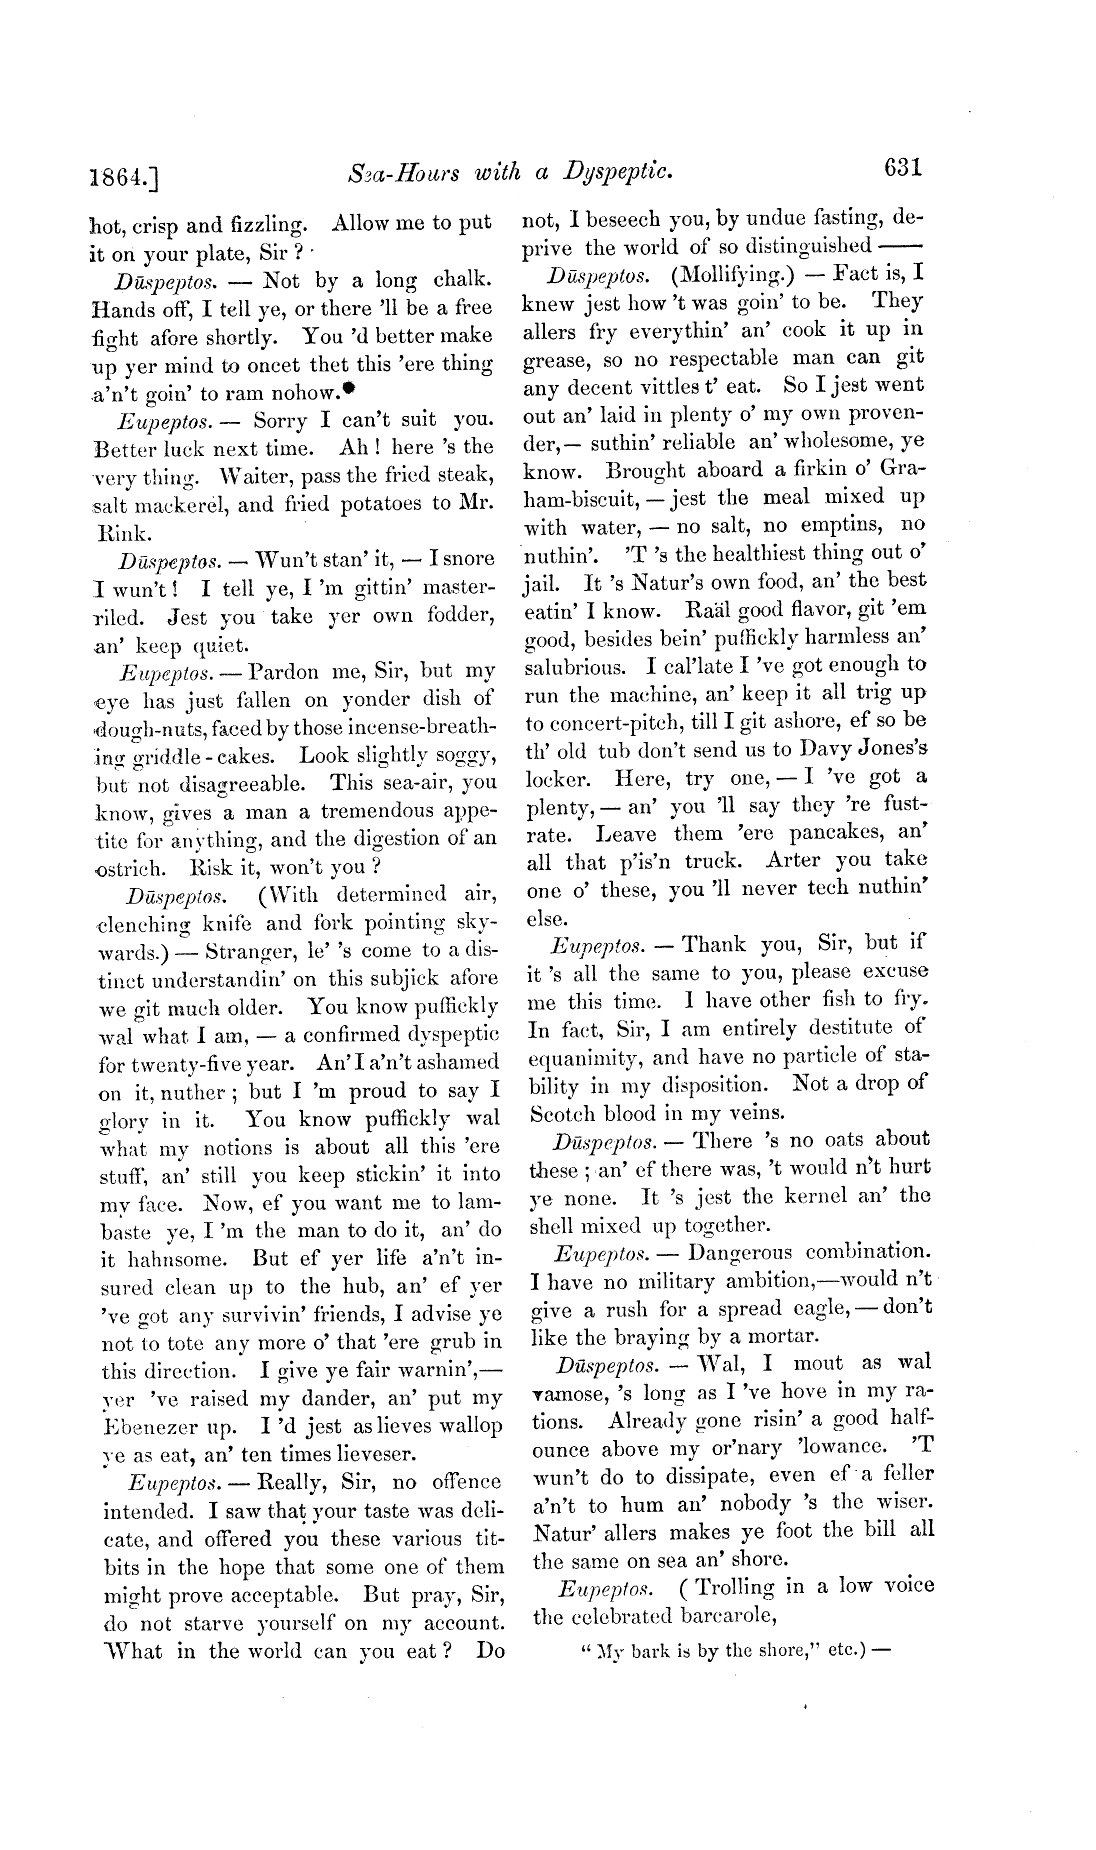 1864.]
Sea-Hours with a Dyspeptic.
631
hot, crisp and fizzling. Allow me to put
it on your plate, Sir?
Dūspeptos. — Not by a long chalk.
Hands off, I tell ye, or there 'll be a free
fight afore shortly. You 'd better make
up yer mind to oncet thet this 'ere thing
a'n't goin' to ram nohow.
Eupeptos. — Sorry I can't suit you.
Better luck next time. Ah! here 's the
very thing. Waiter, pass the fried steak,
salt mackerel, and fried potatoes to Mr.
Rink.
Dūspeptos. — Wun't stan' it, — I snore
I wun't! I tell ye, I 'm gittin' master-
riled. Jest you take yer own fodder,
an' keep quiet.
Eupeptos. — Pardon me, Sir, but my
eye has just fallen on yonder dish of
dough-nuts, faced by those incense-breath-
ing griddle-cakes. Look slightly soggy,
but not disagreeable. This sea-air, you
know, gives a man a tremendous appe-
tite for anything, and the digestion of an
ostrich. Risk it, won't you?
Dūspeptos. (With determined air,
clenching knife and fork pointing sky-
wards.) — Stranger, le' 's come to a dis-
tinct understandin' on this subjick afore
we git much older. You know puffickly
wal what I am, — a confirmed dyspeptic
for twenty-five year. An' I a'n't ashamed
on it, nuther; but I 'm proud to say I
glory in it. You know puffickly wal
what my notions is about all this 'ere
stuff, an' still you keep stickin' it into
my face. Now, ef you want me to lam-
baste ye, I 'm the man to do it, an' do
it hahnsome. But ef yer life a'n't in-
sured clean up to the hub, an' ef yer
've got any survivin' friends, I advise ye
not to tote any more o' that 'ere grub in
this direction. I give ye fair warnin',—
yer 've raised my dander, an' put my
Ebenezer up. I 'd jest as lieves wallop
ye as eat, an' ten times lieveser.
Eupeptos. — Really, Sir, no offence
intended. I saw that your taste was deli-
cate, and offered you these various tit-
bits in the hope that some one of them
might prove acceptable. But pray, Sir,
do not starve yourself on my account.
What in the world can you eat? Do
not, I beseech you, by undue fasting, de-
prive the world of so distinguished ——
Dūspeptos. (Mollifying.) — Fact is, I
knew jest how 't was goin' to be. They
allers fry everythin' an' cook it up in
grease, so no respectable man can git
any decent vittles t' eat. So I jest went
out an' laid in plenty o' my own proven-
der,— suthin' reliable an' wholesome, ye
know. Brought aboard a firkin o' Gra-
ham-biscuit, — jest the meal mixed up
with water, — no salt, no emptins, no
nuthin'. 'T 's the healthiest thing out o'
jail. It 's Natur's own food, an' the best
eatin' I know. Raäl good flavor, git 'em
good, besides bein' puffickly harmless an'
salubrious. I cal'late I 've got enough to
run the machine, an' keep it all trig up
to concert-pitch, till I git ashore, ef so be
th' old tub don't send us to Davy Jones's
locker. Here, try one, — I 've got a
plenty, — an' you 'll say they 're fust-
rate. Leave them 'ere pancakes, an'
all that p'is'n truck. Arter you take
one o' these, you 'll never tech nuthin'
else.
Eupeptos. — Thank you, Sir, but if
it 's all the same to you, please excuse
me this time. I have other fish to fry.
In fact, Sir, I am entirely destitute of
equanimity, and have no particle of sta-
bility in my disposition. Not a drop of
Scotch blood in my veins.
Dūspeptos. — There 's no oats about
these; an' ef there was, 't would n't hurt
ye none. It 's jest the kernel an' the
shell mixed up together.
Eupeptos. — Dangerous combination.
I have no military ambition,—would n't
give a rush for a spread eagle, — don't
like the braying by a mortar.
Dūspeptos. — Wal, I mout as wal
vamose, 's long as I 've hove in my ra-
tions. Already gone risin' a good half-
ounce above my or'nary 'lowance. 'T
wun't do to dissipate, even ef a feller
a'n't to hum an' nobody 's the wiser.
Natur' allers makes ye foot the bill all
the same on sea an' shore.
Eupeptos. (Trolling in a low voice
the celebrated barcarole,
"My bark is by the shore," etc.) —